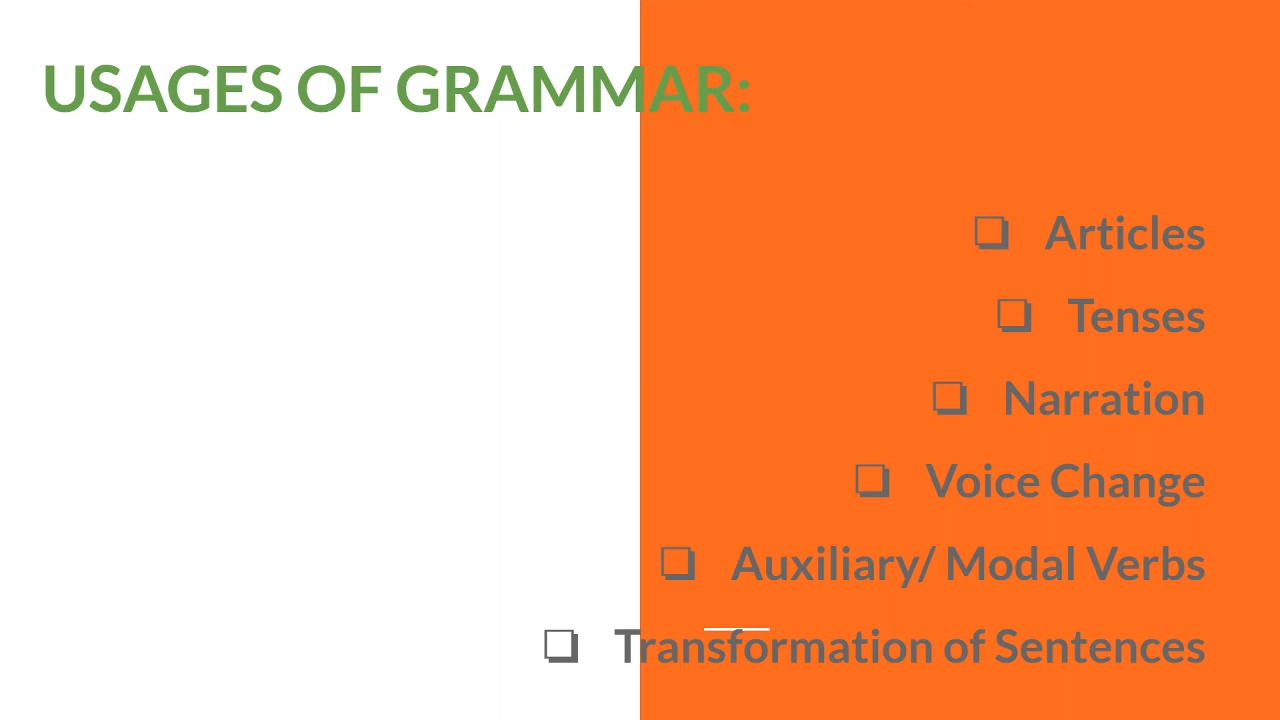 USAGES OF GRAMMAR:
❏ Articles
❏ Tenses
❏ Narration
❏ Voice Change
❏ Auxiliary/ Modal Verbs
❏ Transformation of Sentences